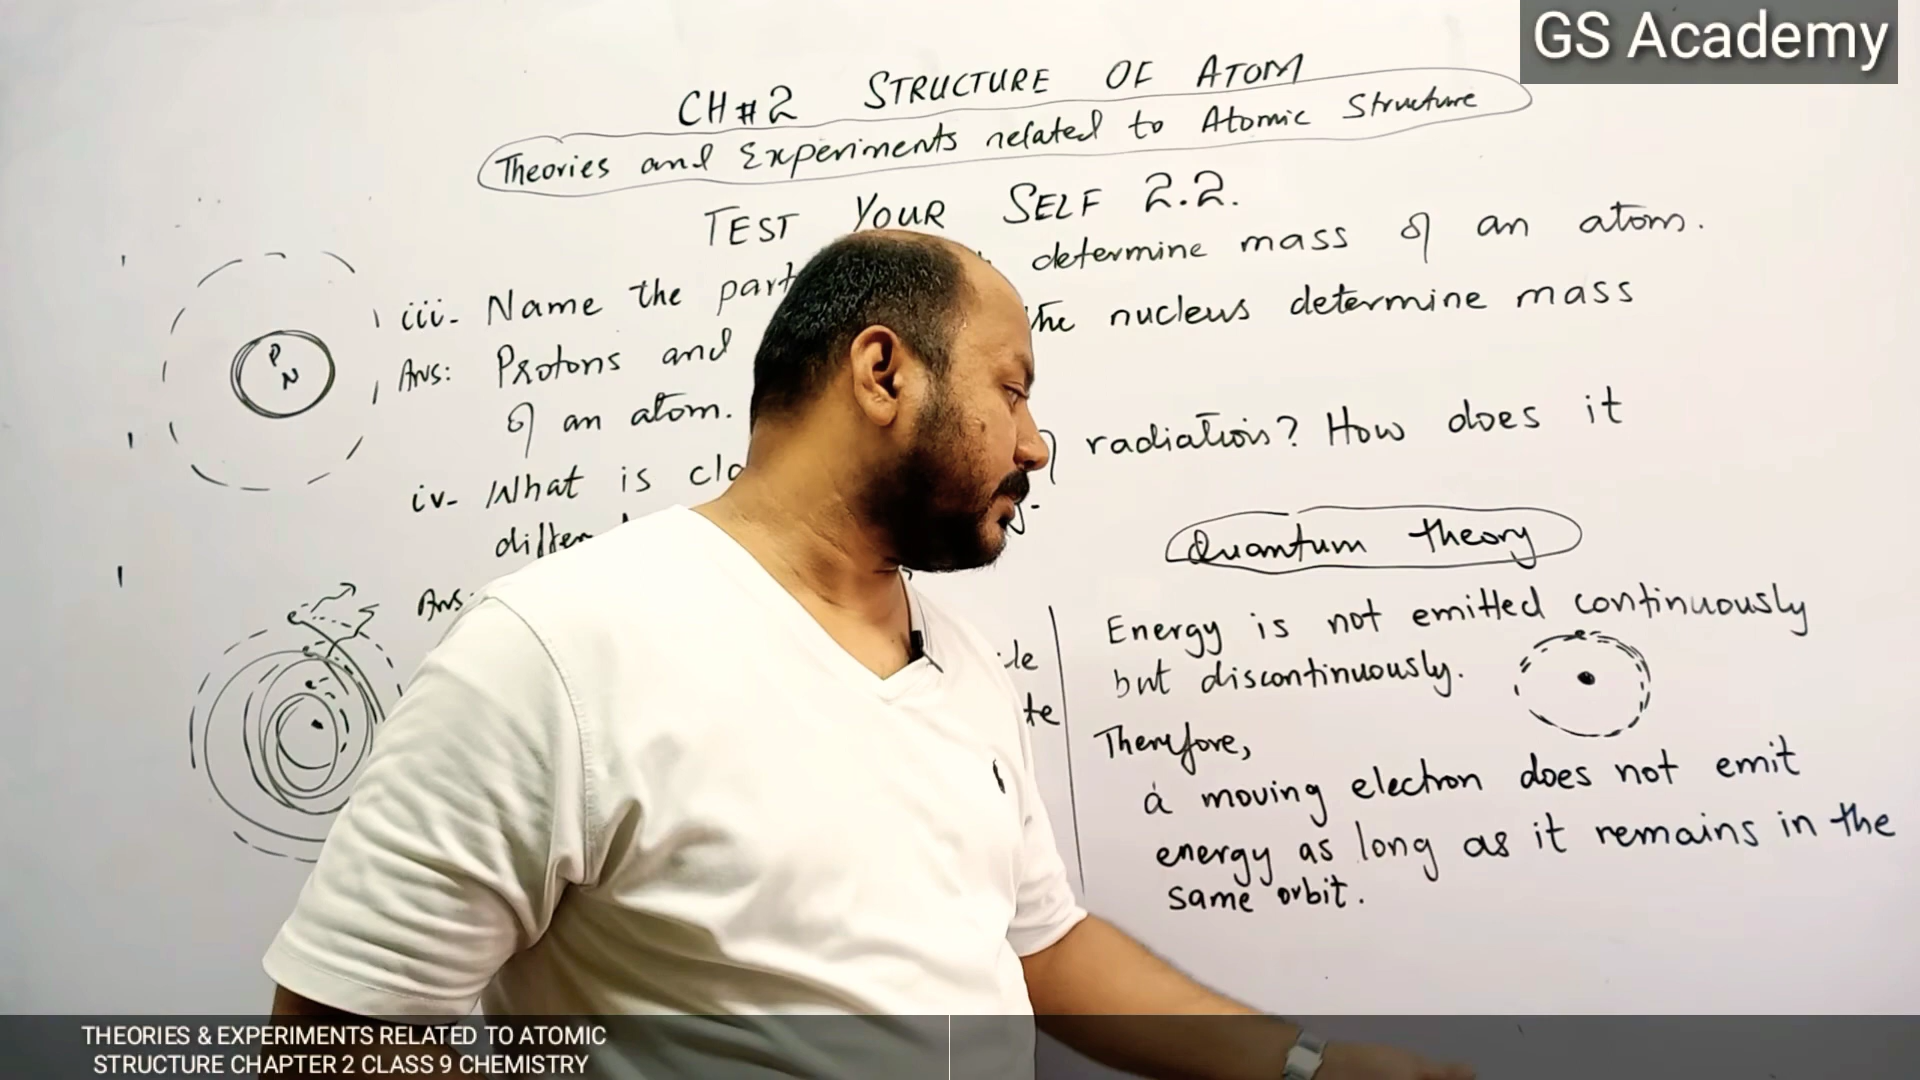 GS Academy
CH # 2 STRUCTURE OF ATOM
Theories and Experiments related to Atomic Structure
TEST YOUR SELF 2.2.
iii- Name the determine mass of an atom.
Ans: Protons and the nucleus determine mass
of an atom.
iv- What is radiation? How does it
Ans:
P
N
Quantum theory
Energy is not emitted continuously
but discontinuously.
Therefore,
a moving electron does not emit
energy as long as it remains in the
same orbit.
THEORIES & EXPERIMENTS RELATED TO ATOMIC
STRUCTURE CHAPTER 2 CLASS 9 CHEMISTRY